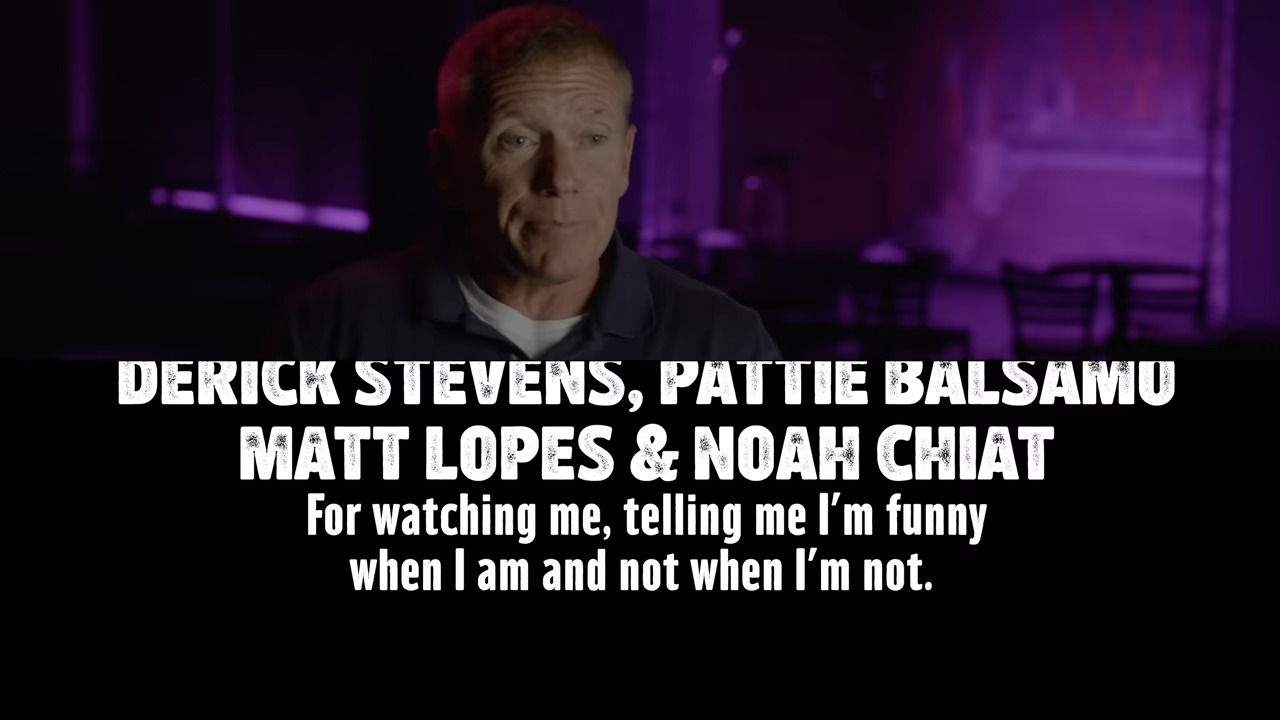 DERICK STEVENS, PATTIE BALSAMO
MATT LOPES & NOAH CHIAT
For watching me, telling me I'm funny
when I am and not when I'm not.